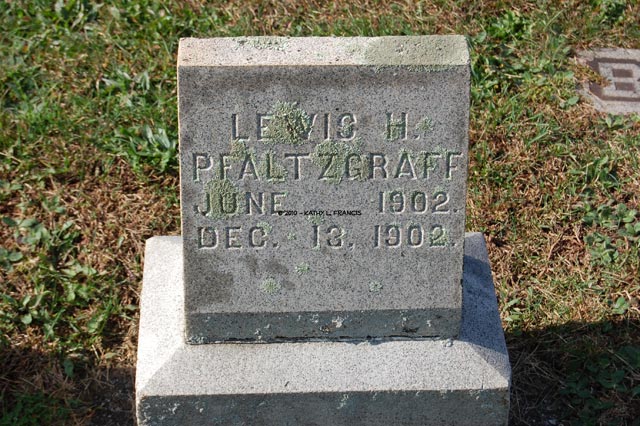 LEWIS H.
PFALTZGRAFF
JUNE 1902.
© 2010 - KATHY L. FRANCIS
DEC. 13, 1902.